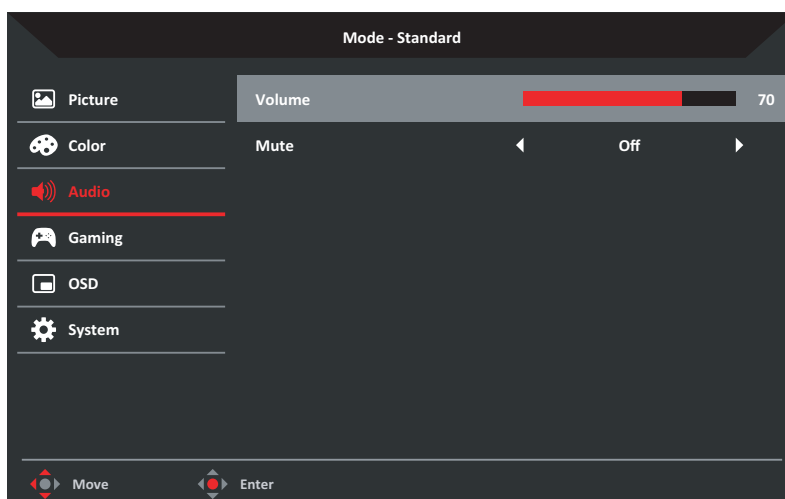 Mode - Standard
Picture
Volume 70
Color
Mute Off
Audio
Gaming
OSD
System
Move Enter